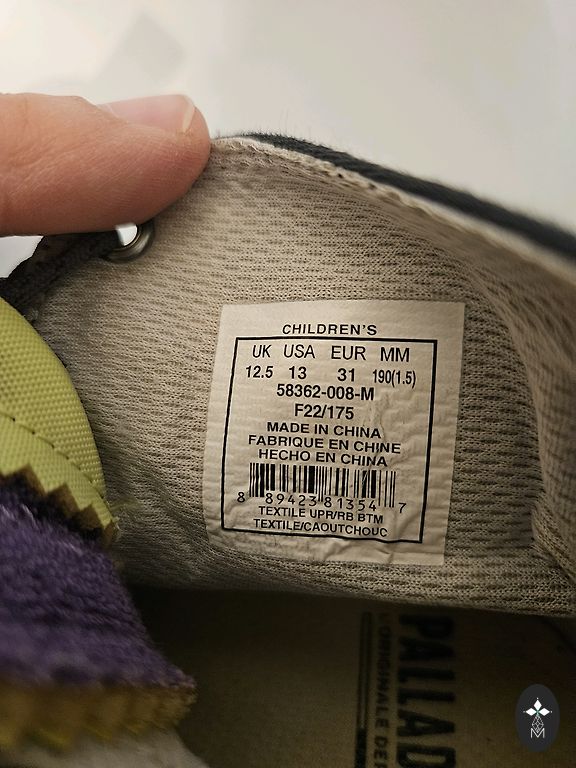 CHILDREN'S
UK USA EUR MM
12.5 13 31 190(1.5)
58362-008-M
F22/175
MADE IN CHINA
FABRIQUE EN CHINE
HECHO EN CHINA
8 89423 81354 7
TEXTILE UPR/RB BTM
TEXTILE/CAOUTCHOUC
PALLAD
ORIGINALE DE
M